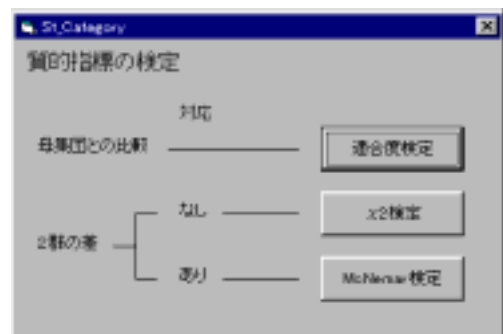 St_Category
質的指標の検定
対応
母集団との比較 適合度検定
なし χ2検定
2群の差
あり McNemar検定